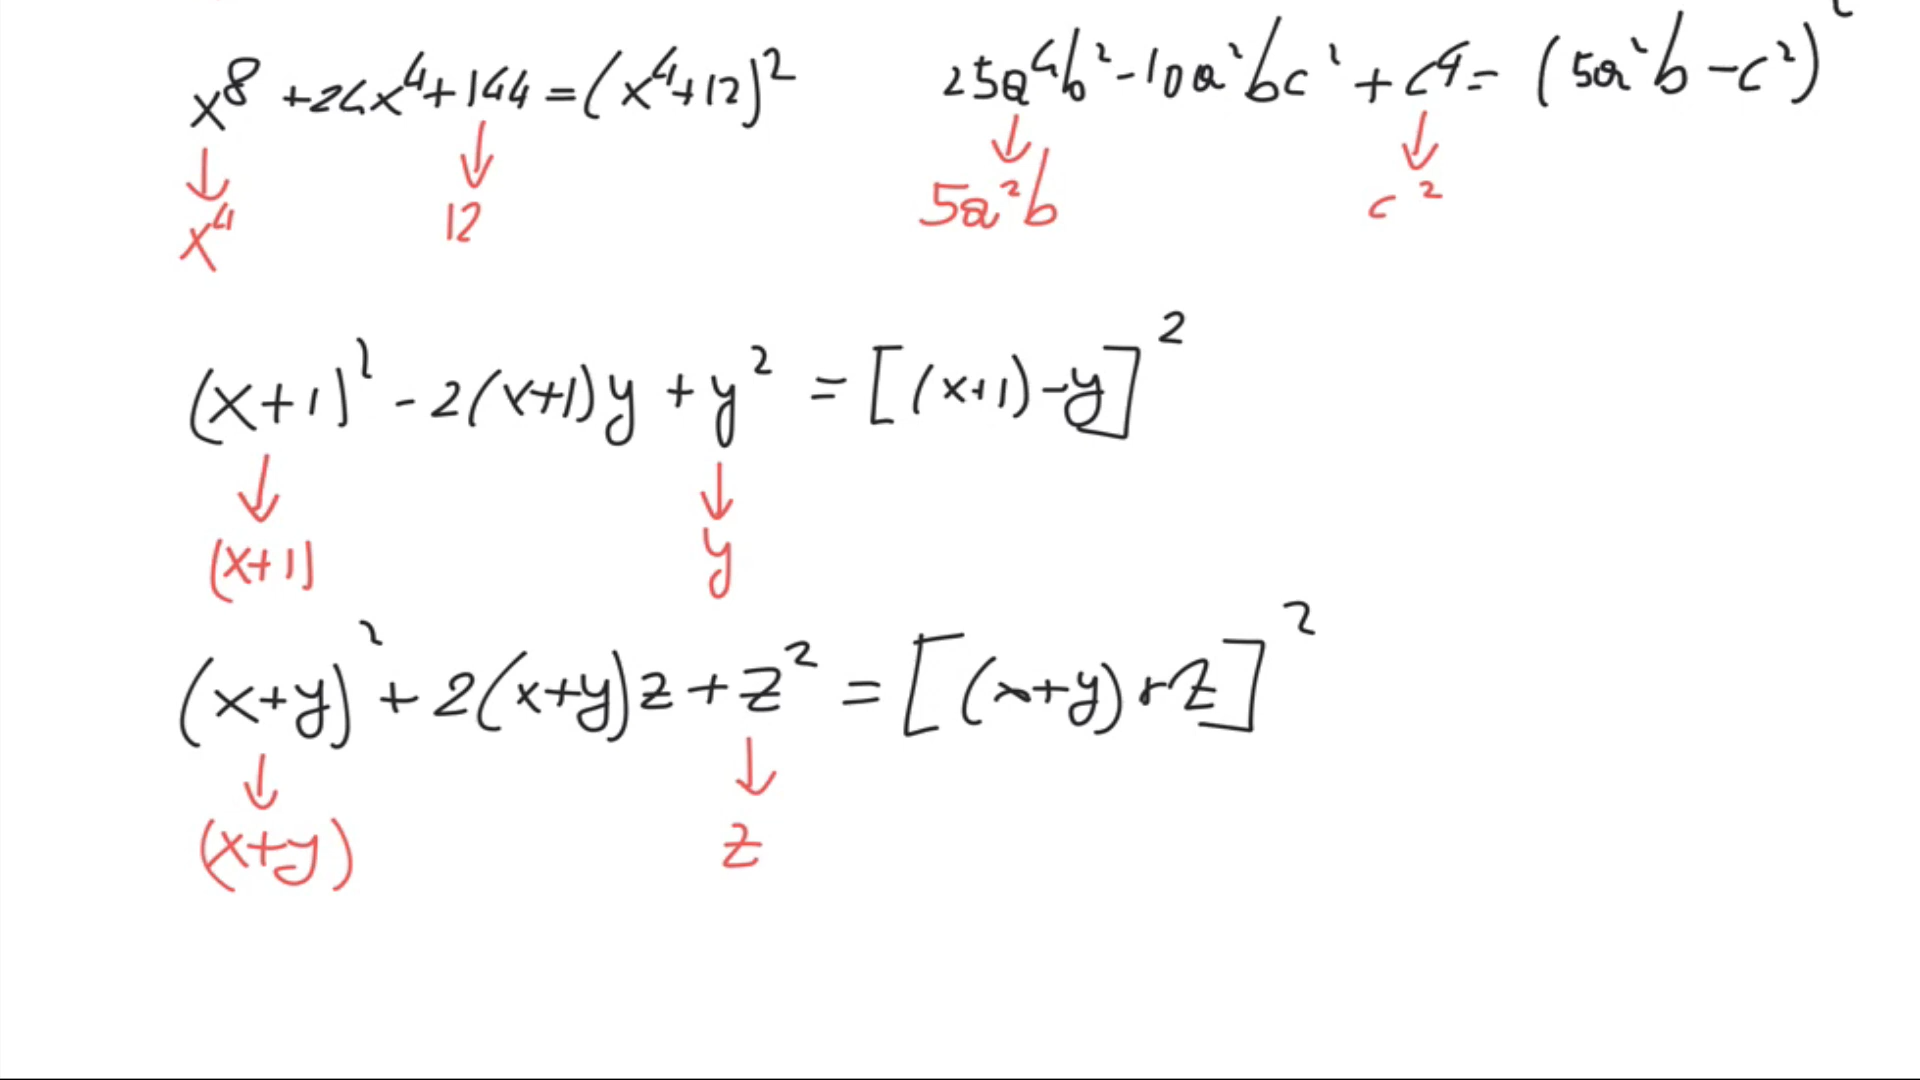 x⁸ + 24x⁴ + 144 = (x⁴ + 12)² 25a⁴b² - 10a²bc² + c⁴ = (5a²b - c²)²
↓ ↓ ↓ ↓
x⁴ 12 5a²b c²
(x+1)² - 2(x+1)y + y² = [(x+1) - y]²
↓ ↓
(x+1) y
(x+y)² + 2(x+y)z + z² = [(x+y) + z]²
↓ ↓
(x+y) z